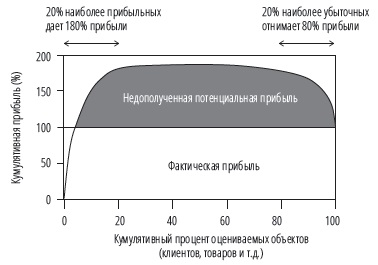 20% наиболее прибыльных
дает 180% прибыли
20% наиболее убыточных
отнимает 80% прибыли
Кумулятивная прибыль (%)
200
150
100
50
0
Недополученная потенциальная прибыль
Фактическая прибыль
0 20 40 60 80 100
Кумулятивный процент оцениваемых объектов
(клиентов, товаров и т.д.)